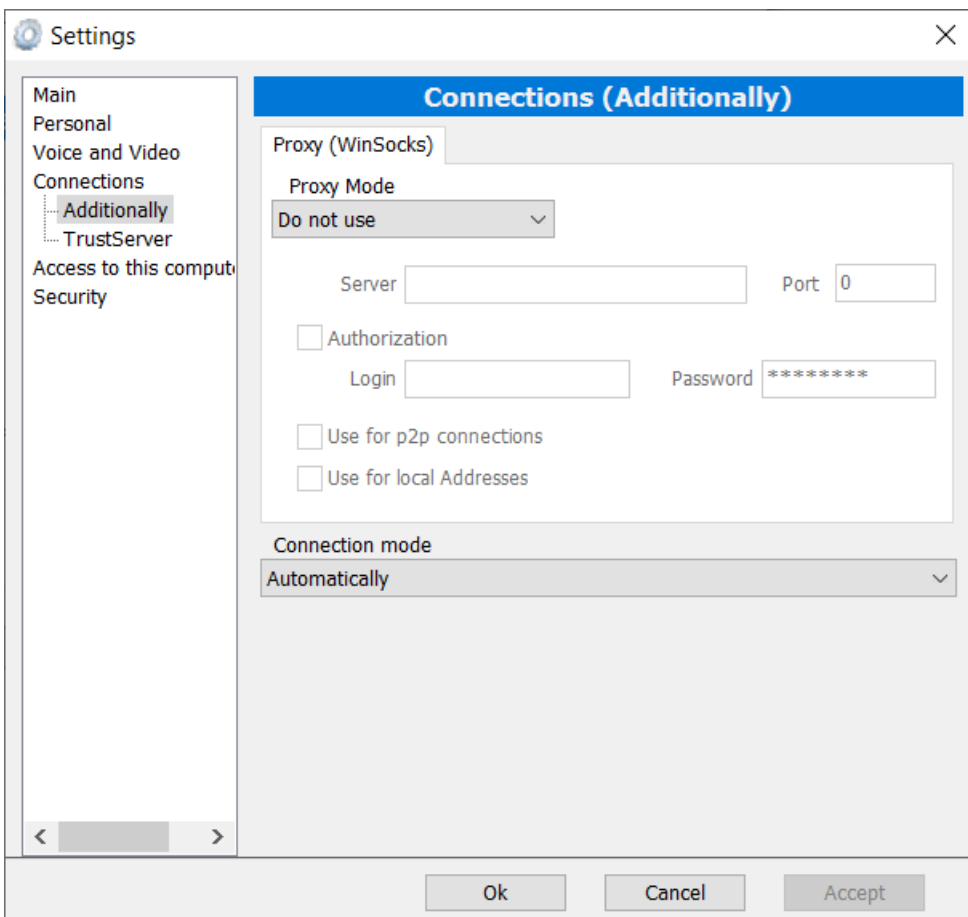 Settings
Main
Personal
Voice and Video
Connections
Additionally
TrustServer
Access to this compute
Security
Connections (Additionally)
Proxy (WinSocks)
Proxy Mode
Do not use
Server Port 0
Authorization
Login Password ********
Use for p2p connections
Use for local Addresses
Connection mode
Automatically
Ok Cancel Accept